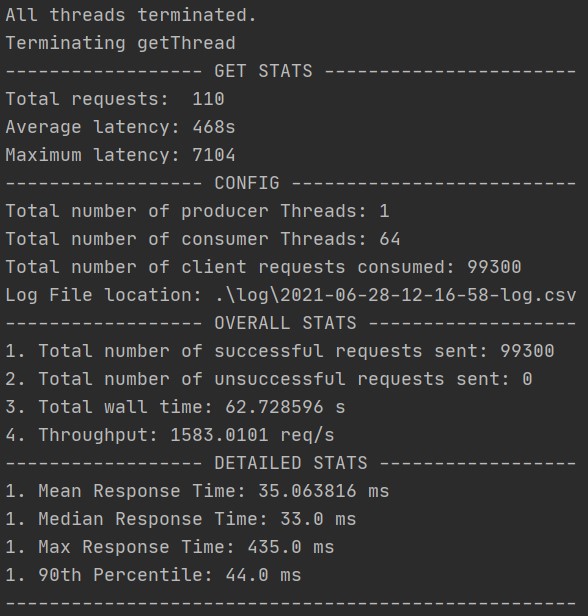 All threads terminated.
Terminating getThread
------------------ GET STATS -----------------------
Total requests:  110
Average latency: 468s
Maximum latency: 7104
------------------ CONFIG --------------------------
Total number of producer Threads: 1
Total number of consumer Threads: 64
Total number of client requests consumed: 99300
Log File location: .\log\2021-06-28-12-16-58-log.csv
------------------ OVERALL STATS -------------------
1. Total number of successful requests sent: 99300
2. Total number of unsuccessful requests sent: 0
3. Total wall time: 62.728596 s
4. Throughput: 1583.0101 req/s
------------------ DETAILED STATS ------------------
1. Mean Response Time: 35.063816 ms
1. Median Response Time: 33.0 ms
1. Max Response Time: 435.0 ms
1. 90th Percentile: 44.0 ms
----------------------------------------------------